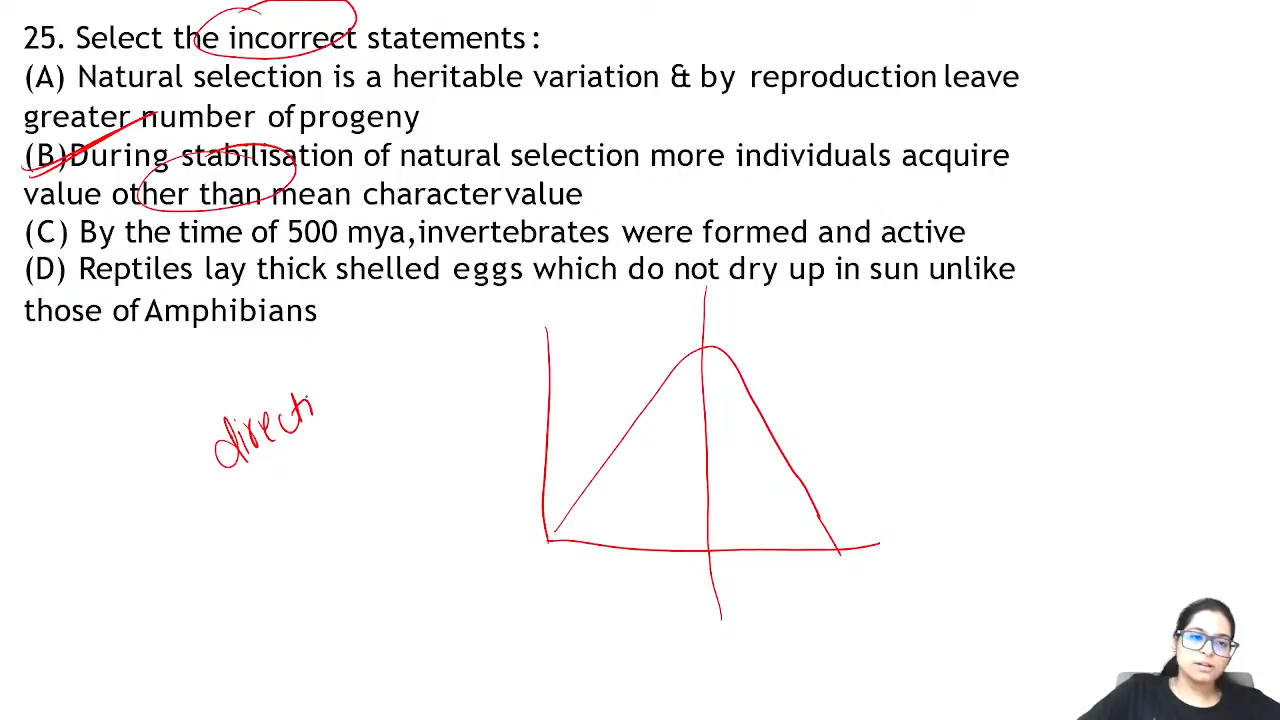 25. Select the incorrect statements:
(A) Natural selection is a heritable variation & by reproduction leave
greater number of progeny
(B)During stabilisation of natural selection more individuals acquire
value other than mean character value
(C) By the time of 500 mya,invertebrates were formed and active
(D) Reptiles lay thick shelled eggs which do not dry up in sun unlike
those of Amphibians
directi